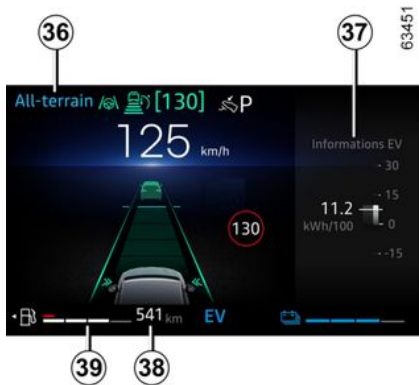 36
37
63451
All-terrain [130] P
125 km/h
Informations EV
30
15
11.2
kWh/100
0
-15
130
541 km EV
39
38